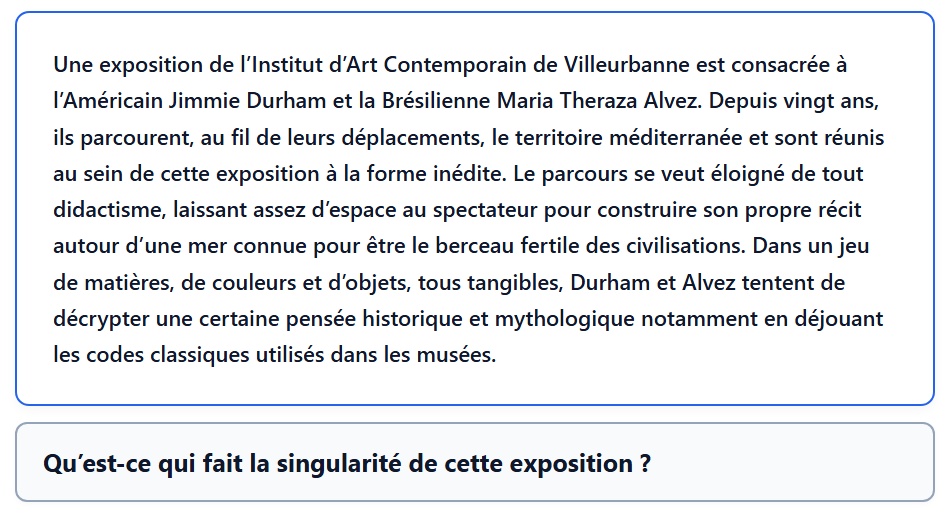 Une exposition de l’Institut d’Art Contemporain de Villeurbanne est consacrée à
l’Américain Jimmie Durham et la Brésilienne Maria Theraza Alvez. Depuis vingt ans,
ils parcourent, au fil de leurs déplacements, le territoire méditerranée et sont réunis
au sein de cette exposition à la forme inédite. Le parcours se veut éloigné de tout
didactisme, laissant assez d’espace au spectateur pour construire son propre récit
autour d’une mer connue pour être le berceau fertile des civilisations. Dans un jeu
de matières, de couleurs et d’objets, tous tangibles, Durham et Alvez tentent de
décrypter une certaine pensée historique et mythologique notamment en déjouant
les codes classiques utilisés dans les musées.
Qu’est-ce qui fait la singularité de cette exposition ?